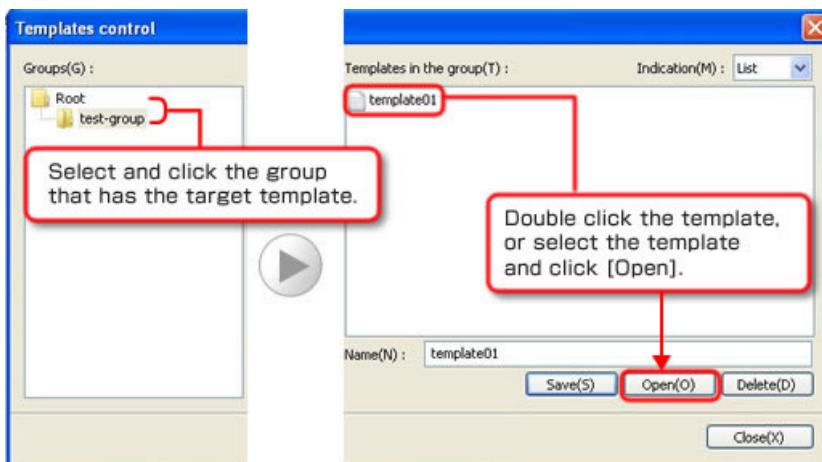 Templates control
Groups(G) :
Root
test-group
Select and click the group
that has the target template.
Templates in the group(T) :
Indication(M) : List
template01
Double click the template,
or select the template
and click [Open].
Name(N) : template01
Save(S) Open(O) Delete(D)
Close(X)